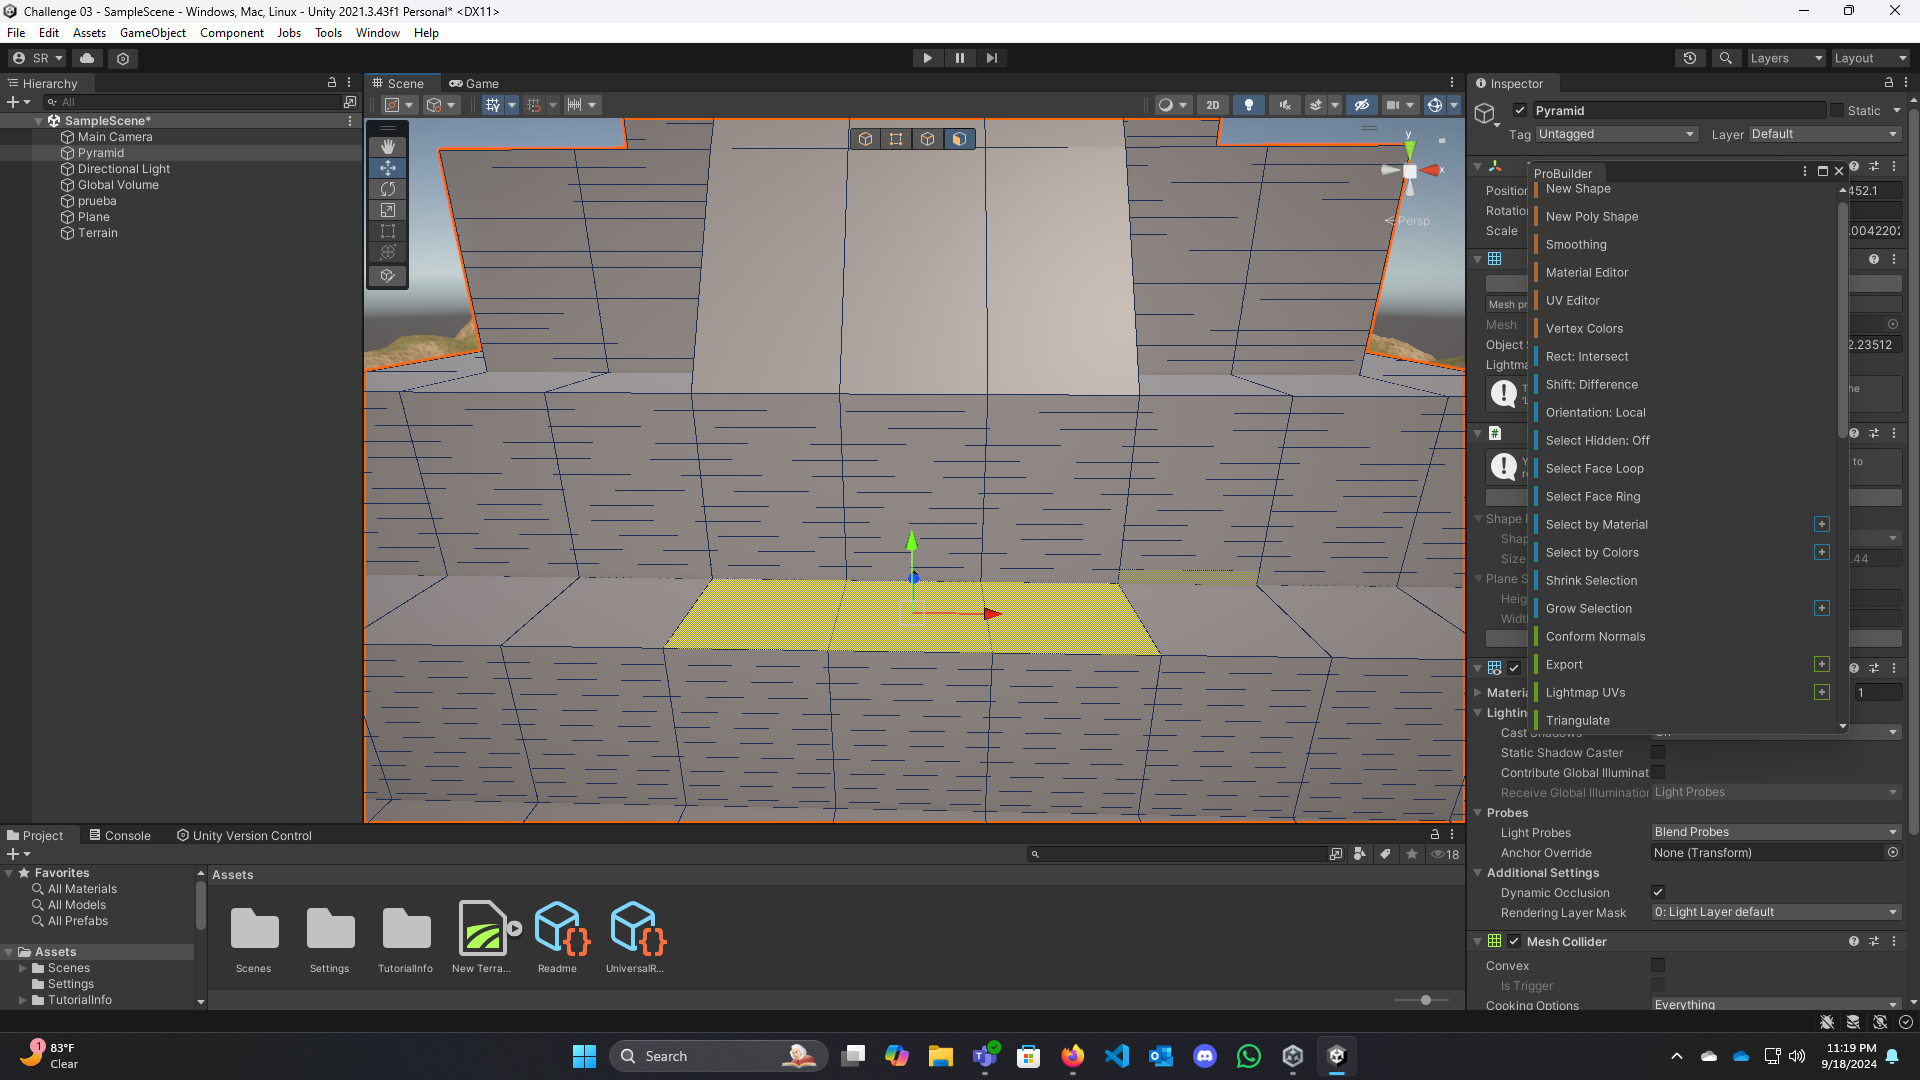 Challenge 03 - SampleScene - Windows, Mac, Linux - Unity 2021.3.43f1 Personal* <DX11>
File Edit Assets GameObject Component Jobs Tools Window Help
SR
Layers
Layout
Hierarchy
All
SampleScene*
Main Camera
Pyramid
Directional Light
Global Volume
prueba
Plane
Terrain
Scene
Game
2D
y
x
Persp
Inspector
Pyramid
Static
Tag Untagged
Layer Default
Position
452.1
Rotation
Scale
.0042202
Mesh pr
Mesh
Object S
2.23512
Lightma
he
to
Shape
Shap
Size
.44
Plane S
Heig
Widt
ProBuilder
New Shape
New Poly Shape
Smoothing
Material Editor
UV Editor
Vertex Colors
Rect: Intersect
Shift: Difference
Orientation: Local
Select Hidden: Off
Select Face Loop
Select Face Ring
Select by Material
Select by Colors
Shrink Selection
Grow Selection
Conform Normals
Export
Lightmap UVs
Triangulate
Materia
1
Lightin
Cast Shadows
On
Static Shadow Caster
Contribute Global Illuminat
Receive Global Illumination Light Probes
Probes
Light Probes Blend Probes
Anchor Override None (Transform)
Additional Settings
Dynamic Occlusion
Rendering Layer Mask 0: Light Layer default
Mesh Collider
Convex
Is Trigger
Cooking Options Everything
Project
Console
Unity Version Control
18
Favorites
All Materials
All Models
All Prefabs
Assets
Scenes
Settings
TutorialInfo
Assets
Scenes
Settings
TutorialInfo
New Terra...
Readme
UniversalR...
1
83°F
Clear
Search
11:19 PM
9/18/2024